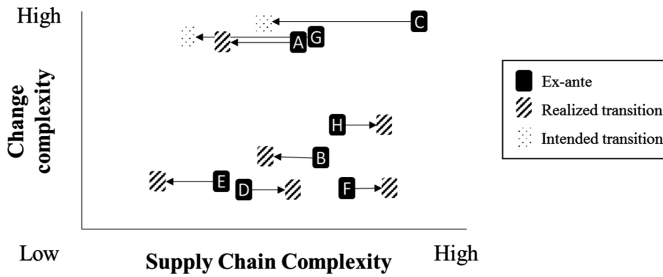 High
C
G
A
Change
complexity
H
B
E
D
F
Low
Supply Chain Complexity
High
Ex-ante
Realized transition
Intended transition